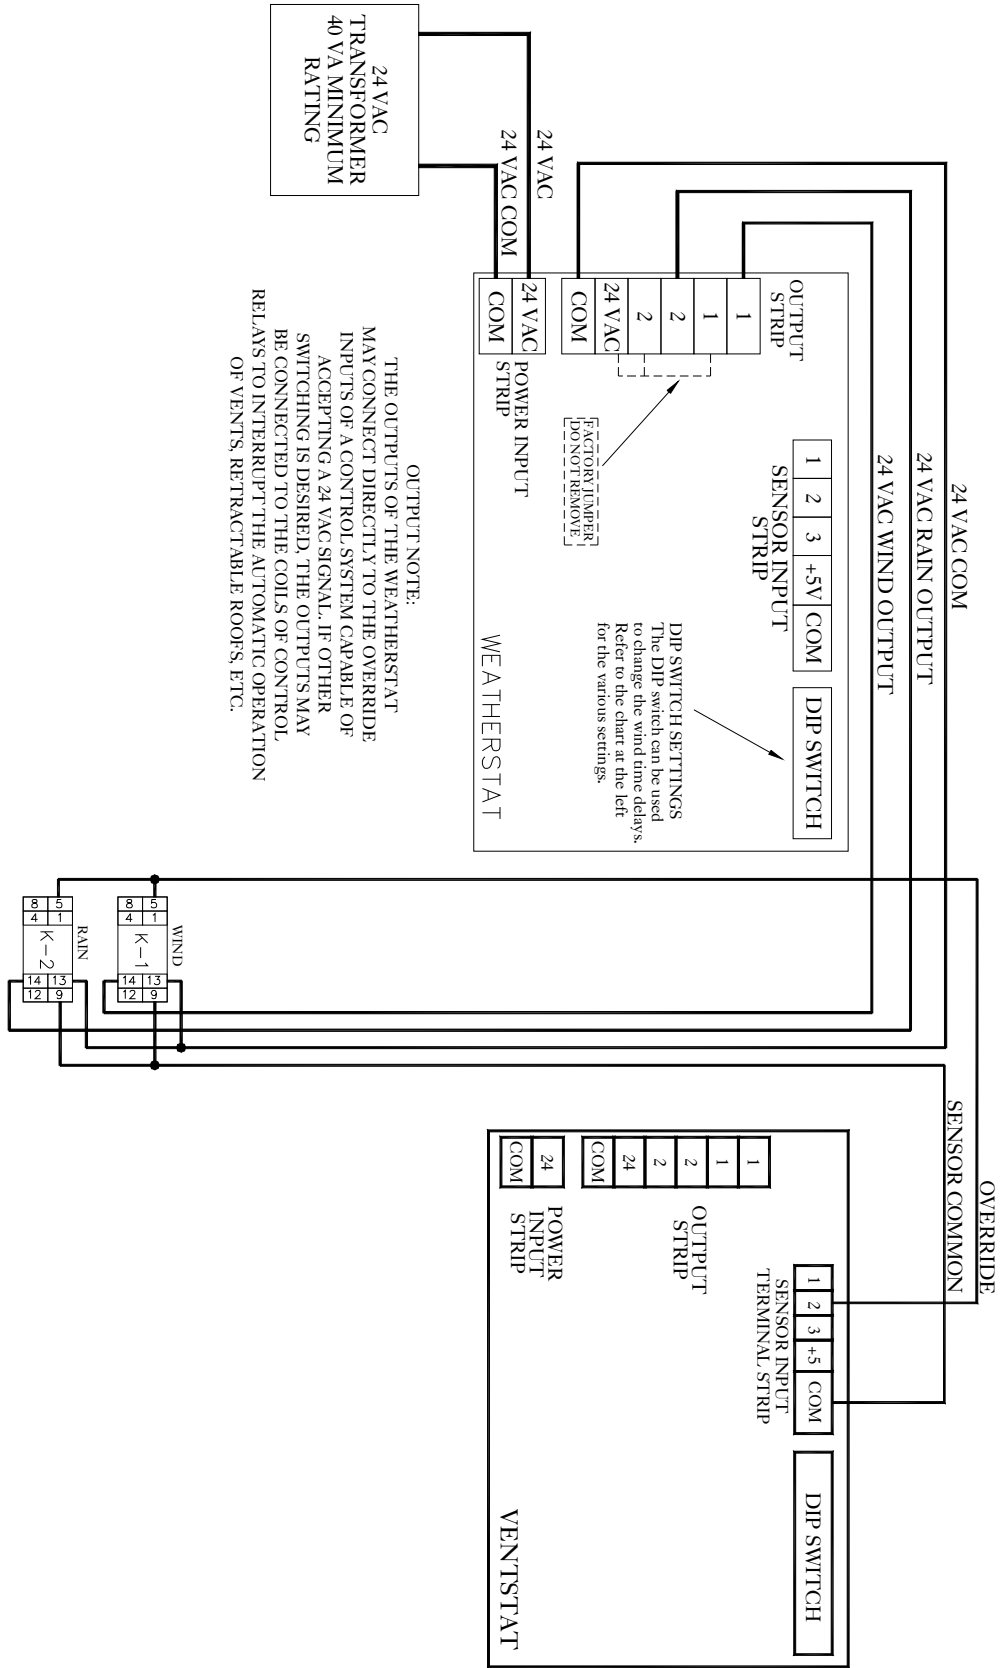 24 VAC
TRANSFORMER
40 VA MINIMUM
RATING
24 VAC
24 VAC COM
24 VAC COM
24 VAC RAIN OUTPUT
24 VAC WIND OUTPUT
OUTPUT
STRIP
1
1
2
2
24 VAC
COM
24 VAC
COM
POWER INPUT
STRIP
FACTORY JUMPER
DO NOT REMOVE
1 2 3 +5V COM
SENSOR INPUT
STRIP
DIP SWITCH
DIP SWITCH SETTINGS
The DIP switch can be used
to change the wind time delays.
Refer to the chart at the left
for the various settings.
WEATHERSTAT
OUTPUT NOTE:
THE OUTPUTS OF THE WEATHERSTAT
MAY CONNECT DIRECTLY TO THE OVERRIDE
INPUTS OF A CONTROL SYSTEM CAPABLE OF
ACCEPTING A 24 VAC SIGNAL. IF OTHER
SWITCHING IS DESIRED, THE OUTPUTS MAY
BE CONNECTED TO THE COILS OF CONTROL
RELAYS TO INTERRUPT THE AUTOMATIC OPERATION
OF VENTS, RETRACTABLE ROOFS, ETC.
WIND
5 1 13 9
K-1
8 4 14 12
RAIN
5 1 13 9
K-2
8 4 14 12
OVERRIDE
SENSOR COMMON
1 2 3 +5 COM
SENSOR INPUT
TERMINAL STRIP
DIP SWITCH
1
1
2
2
24
COM
OUTPUT
STRIP
24
COM
POWER
INPUT
STRIP
VENTSTAT